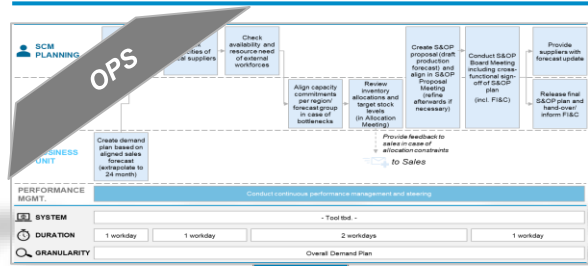 OPS
SCM
PLANNING
of
cal suppliers
Check
availability and
resource need
of external
workforces
Create S&OP
proposal (draft
production
forecast) and
align in S&OP
Proposal
Meeting
(refine
afterwards if
necessary)
Conduct S&OP
Board Meeting
including cross-
functional sign-
off of S&OP
plan
(incl. FI&C)
Provide
suppliers with
forecast update
Align capacity
commitments
per region/
forecast group
in case of
bottlenecks
Review
inventory
allocations and
target stock
levels
(in Allocation
Meeting)
Release final
S&OP plan and
hand-over/
inform FI&C
UNIT
Create demand
plan based on
aligned sales
forecast
(extrapolate to
24 month)
Provide feedback to
sales in case of
allocation constraints
to Sales
PERFORMANCE
MGMT.
Conduct continuous performance management and steering
SYSTEM
- Tool tbd. -
DURATION
1 workday
1 workday
2 workdays
1 workday
GRANULARITY
Overall Demand Plan